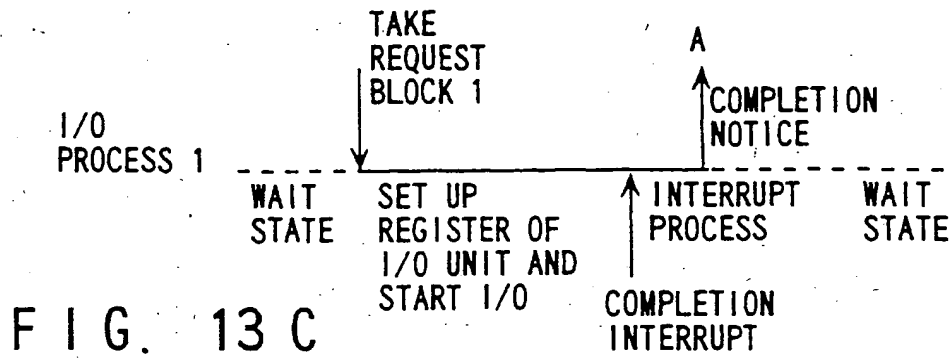 TAKE
REQUEST
BLOCK 1
A
COMPLETION
NOTICE
I/O
PROCESS 1
WAIT
STATE
SET UP
REGISTER OF
I/O UNIT AND
START I/O
INTERRUPT
PROCESS
WAIT
STATE
COMPLETION
INTERRUPT
FIG. 13C